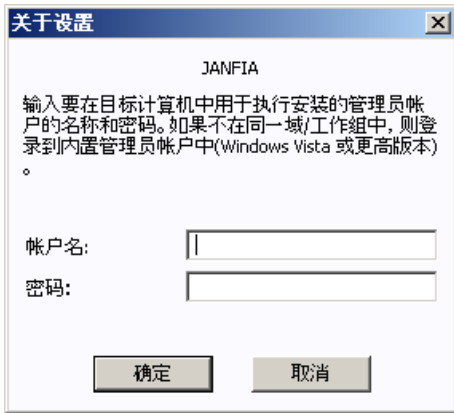 关于设置
JANFIA
输入要在目标计算机中用于执行安装的管理员帐
户的名称和密码。如果不在同一域/工作组中, 则登
录到内置管理员帐户中(Windows Vista 或更高版本)
。
帐户名:
密码:
确定
取消